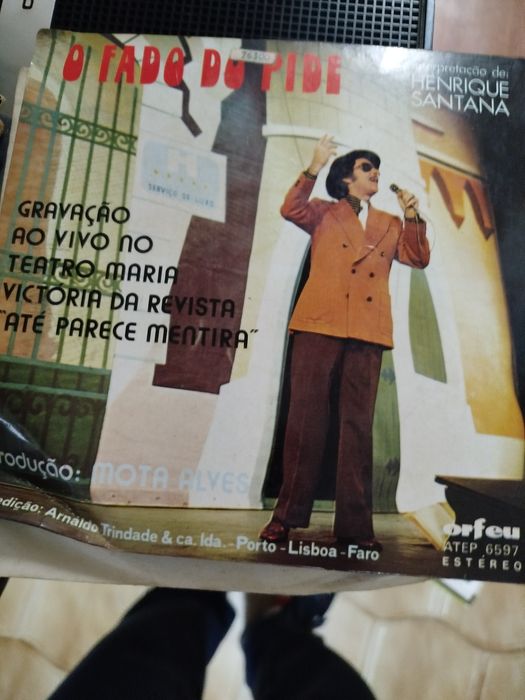 O FADO DO PIDE
Interpretação de:
HENRIQUE
SANTANA
SERVIÇO DE LUXO
GRAVAÇÃO
AO VIVO NO
TEATRO MARIA
VICTÓRIA DA REVISTA
"ATÉ PARECE MENTIRA"
rodução: MOTA ALVES
edição: Arnaldo Trindade & ca. lda. - Porto - Lisboa - Faro
orfeu
ATEP 6597
ESTÉREO